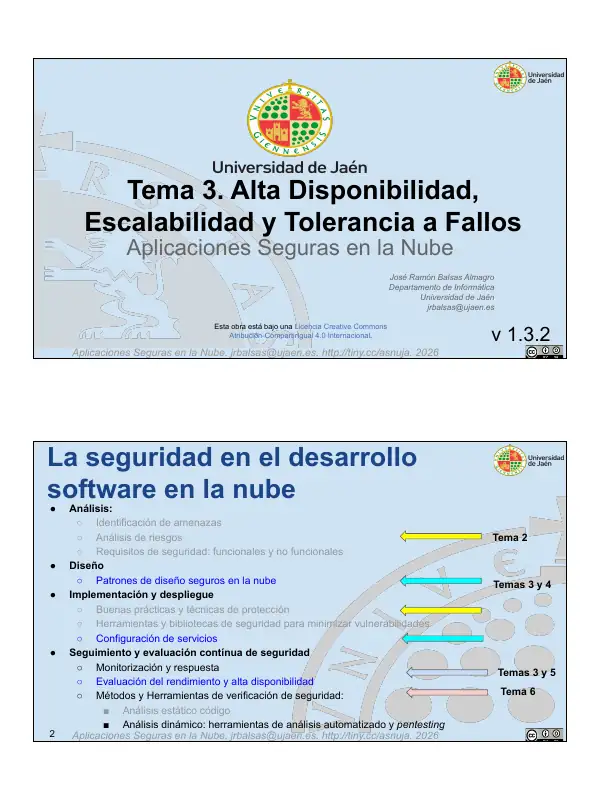 Universidad
de Jaén
VNIVERSITAS
GIENNENSIS
Universidad de Jaén
Tema 3. Alta Disponibilidad,
Escalabilidad y Tolerancia a Fallos
Aplicaciones Seguras en la Nube
José Ramón Balsas Almagro
Departamento de Informática
Universidad de Jaén
jrbalsas@ujaen.es
Esta obra está bajo una Licencia Creative Commons
Atribución-CompartirIgual 4.0 Internacional.
v 1.3.2
Aplicaciones Seguras en la Nube. jrbalsas@ujaen.es. http://tiny.cc/asnuja. 2026
La seguridad en el desarrollo
software en la nube
Universidad
de Jaén
● Análisis:
○ Identificación de amenazas
○ Análisis de riesgos
Tema 2
○ Requisitos de seguridad: funcionales y no funcionales
● Diseño
○ Patrones de diseño seguros en la nube
Temas 3 y 4
● Implementación y despliegue
○ Buenas prácticas y técnicas de protección
○ Herramientas y bibliotecas de seguridad para minimizar vulnerabilidades
○ Configuración de servicios
● Seguimiento y evaluación contínua de seguridad
○ Monitorización y respuesta
Temas 3 y 5
○ Evaluación del rendimiento y alta disponibilidad
○ Métodos y Herramientas de verificación de seguridad:
Tema 6
■ Análisis estático código
■ Análisis dinámico: herramientas de análisis automatizado y pentesting
2
Aplicaciones Seguras en la Nube. jrbalsas@ujaen.es. http://tiny.cc/asnuja. 2026